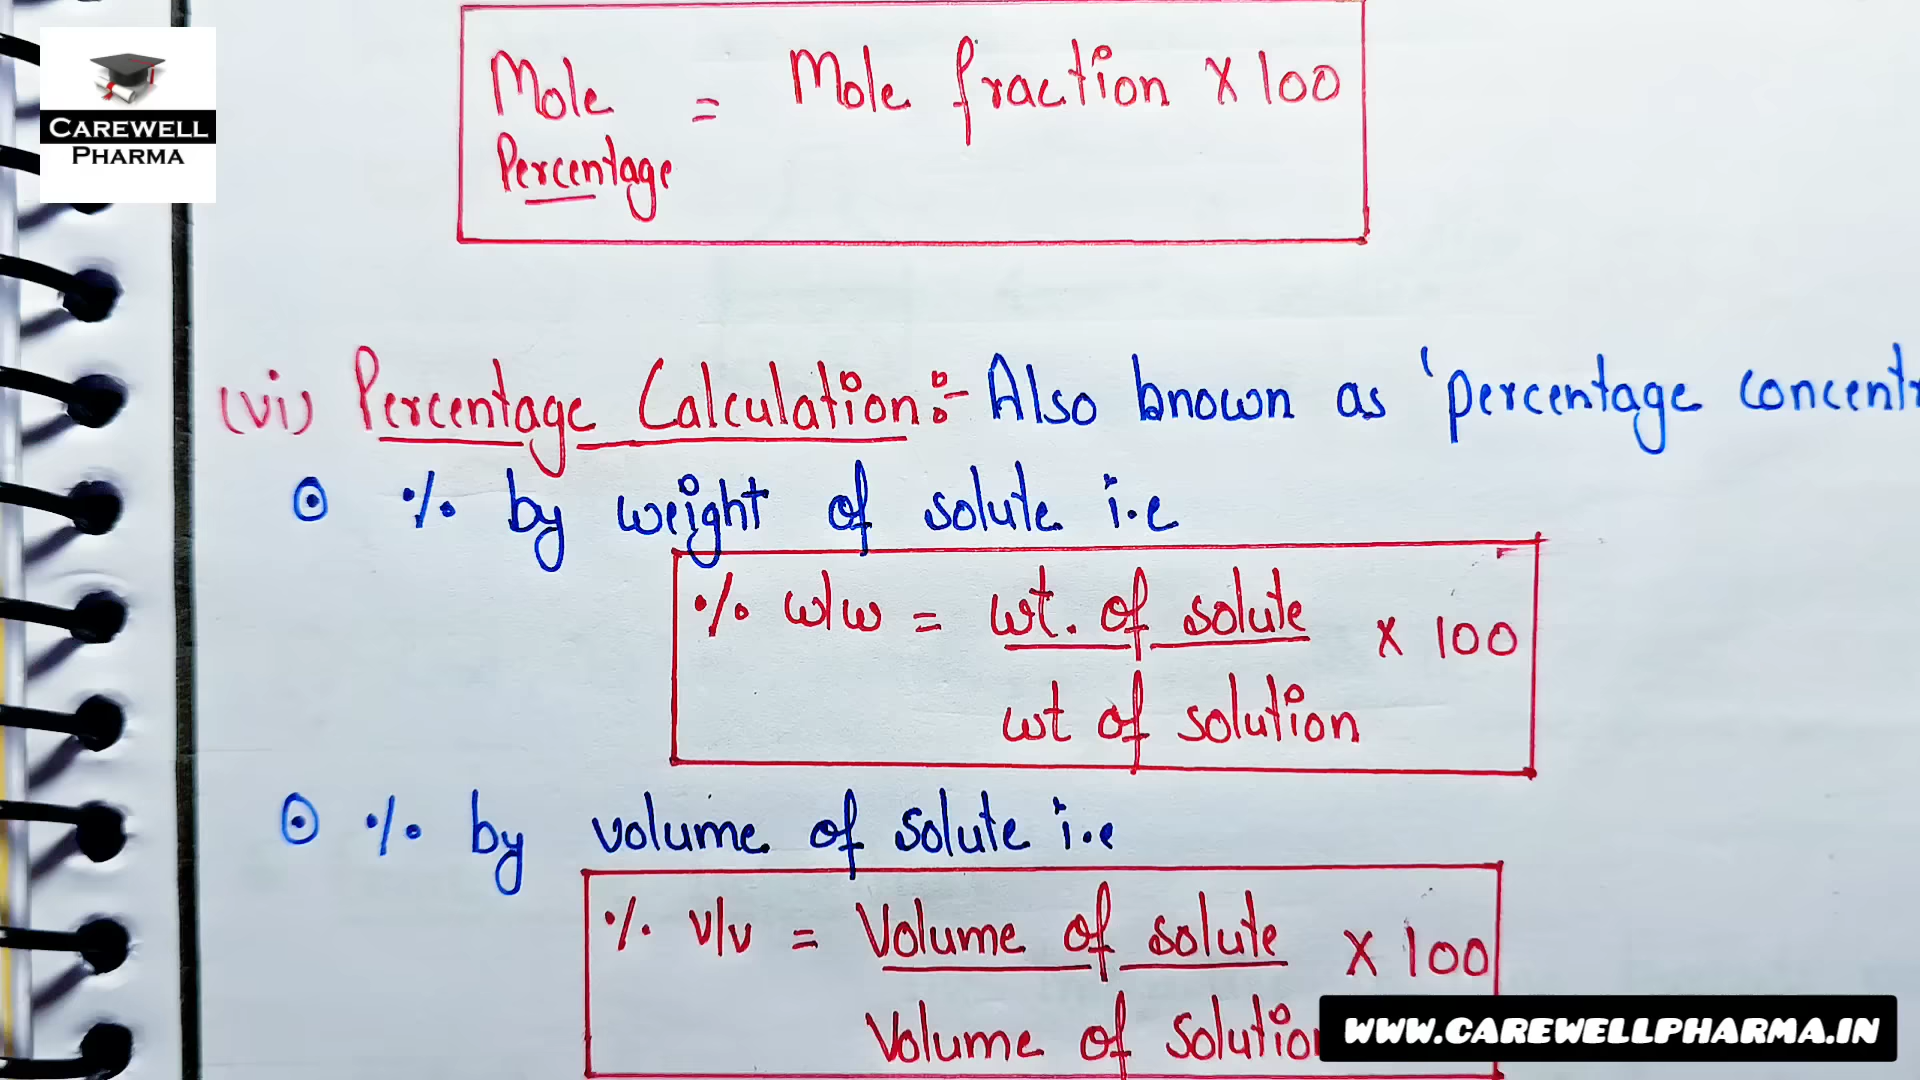 CAREWELL
PHARMA
Mole = Mole fraction X 100
Percentage
(vi) Percentage Calculation :- Also known as 'percentage concentr
⊙ % by weight of solute i.e
% w/w = wt. of solute X 100
wt of solution
⊙ % by volume of solute i.e
% v/v = Volume of solute X 100
Volume of solution
WWW.CAREWELLPHARMA.IN